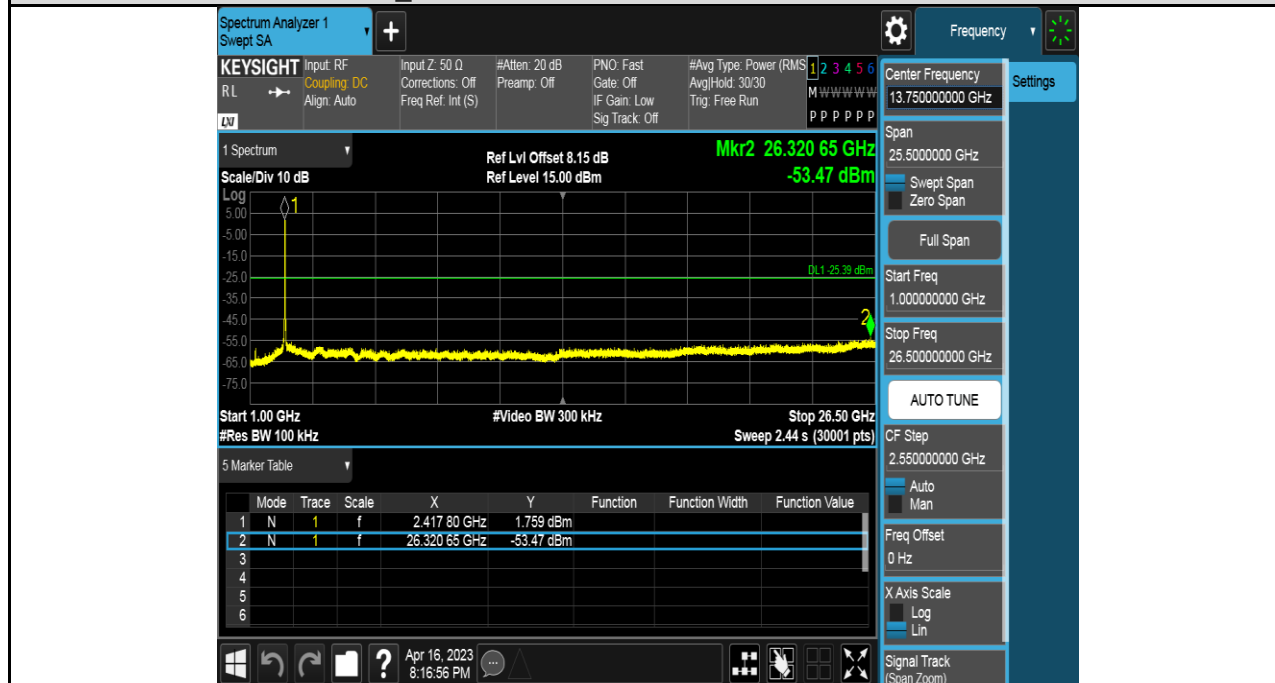 Spectrum Analyzer 1
Swept SA
+
Frequency
KEYSIGHT
RL
LXI
Input: RF
Coupling: DC
Align: Auto
Input Z: 50 Ω
Corrections: Off
Freq Ref: Int (S)
#Atten: 20 dB
Preamp: Off
PNO: Fast
Gate: Off
IF Gain: Low
Sig Track: Off
#Avg Type: Power (RMS
Avg|Hold: 30/30
Trig: Free Run
1 2 3 4 5 6
M W W W W W
P P P P P P
1 Spectrum
Scale/Div 10 dB
Ref Lvl Offset 8.15 dB
Ref Level 15.00 dBm
Mkr2 26.320 65 GHz
-53.47 dBm
Log
5.00
-5.00
-15.0
-25.0
-35.0
-45.0
-55.0
-65.0
-75.0
1
DL1 -25.39 dBm
2
Start 1.00 GHz
#Video BW 300 kHz
Stop 26.50 GHz
#Res BW 100 kHz
Sweep 2.44 s (30001 pts)
5 Marker Table
Mode Trace Scale X Y Function Function Width Function Value
1 N 1 f 2.417 80 GHz 1.759 dBm
2 N 1 f 26.320 65 GHz -53.47 dBm
3
4
5
6
?
Apr 16, 2023
8:16:56 PM
Center Frequency
13.750000000 GHz
Settings
Span
25.5000000 GHz
Swept Span
Zero Span
Full Span
Start Freq
1.000000000 GHz
Stop Freq
26.500000000 GHz
AUTO TUNE
CF Step
2.550000000 GHz
Auto
Man
Freq Offset
0 Hz
X Axis Scale
Log
Lin
Signal Track
(Span Zoom)